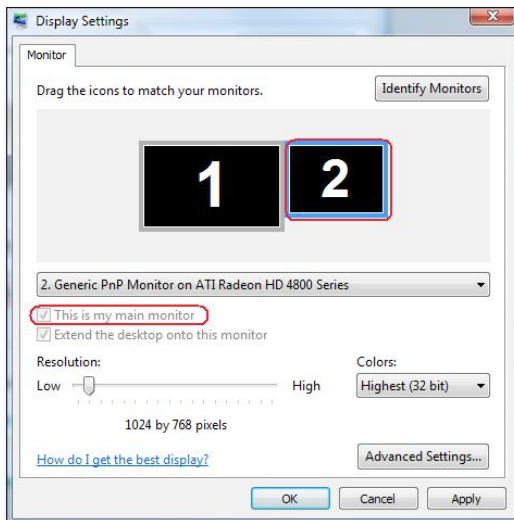 Display Settings
Monitor
Drag the icons to match your monitors.
Identify Monitors
1
2
2. Generic PnP Monitor on ATI Radeon HD 4800 Series
This is my main monitor
Extend the desktop onto this monitor
Resolution:
Colors:
Low
High
Highest (32 bit)
1024 by 768 pixels
How do I get the best display?
Advanced Settings...
OK
Cancel
Apply